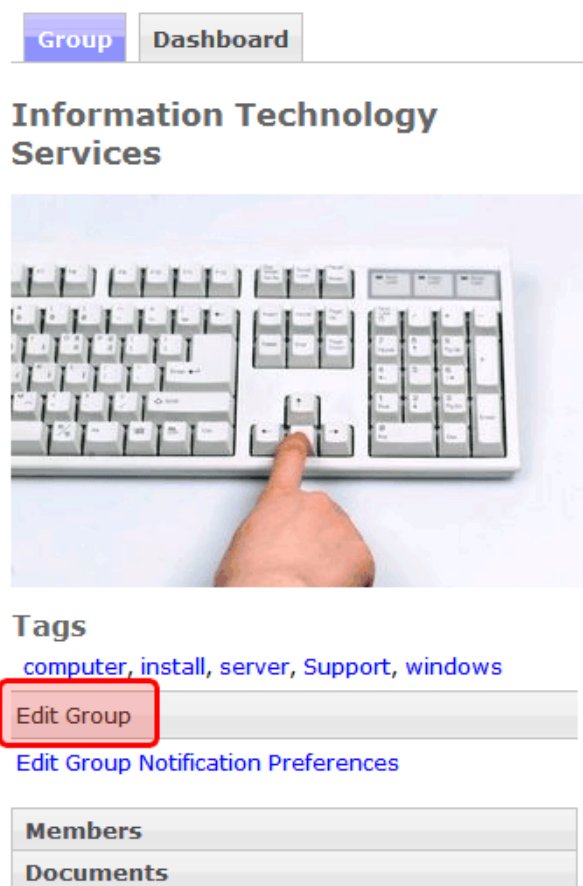 Group Dashboard
Information Technology
Services
Tags
computer, install, server, Support, windows
Edit Group
Edit Group Notification Preferences
Members
Documents